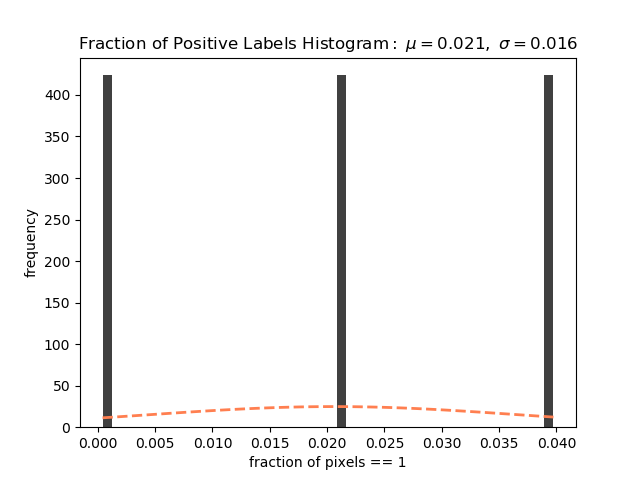 Fraction of Positive Labels Histogram : μ = 0.021, σ = 0.016
400
350
300
250
200
150
100
50
0
frequency
0.000 0.005 0.010 0.015 0.020 0.025 0.030 0.035 0.040
fraction of pixels == 1